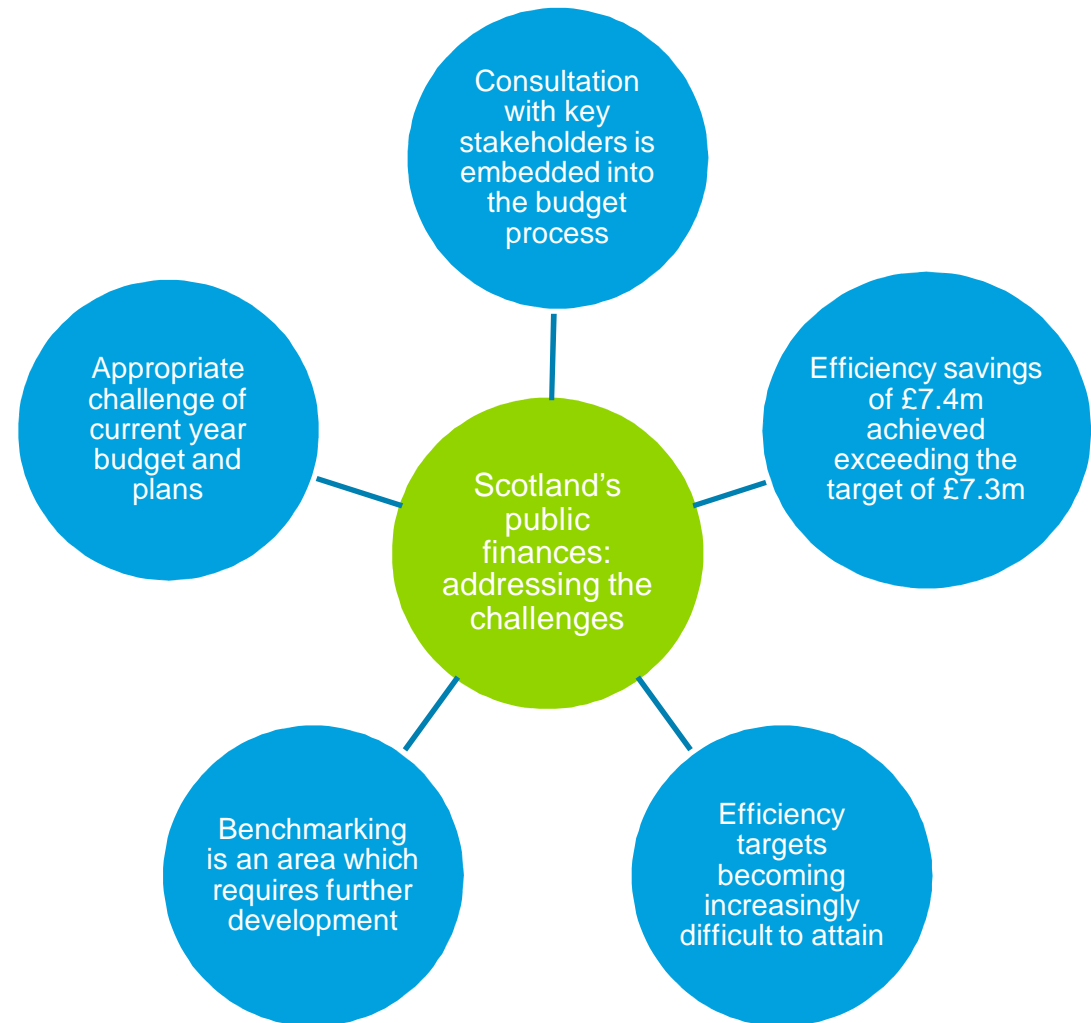 Consultation
with key
stakeholders is
embedded into
the budget
process
Appropriate
challenge of
current year
budget and
plans
Efficiency savings
of £7.4m
achieved
exceeding the
target of £7.3m
Scotland’s
public
finances:
addressing the
challenges
Benchmarking
is an area which
requires further
development
Efficiency
targets
becoming
increasingly
difficult to attain